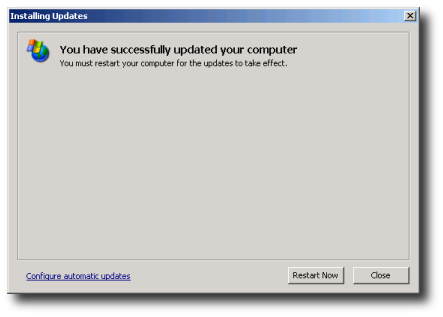 Installing Updates
You have successfully updated your computer
You must restart your computer for the updates to take effect.
Configure automatic updates
Restart Now
Close